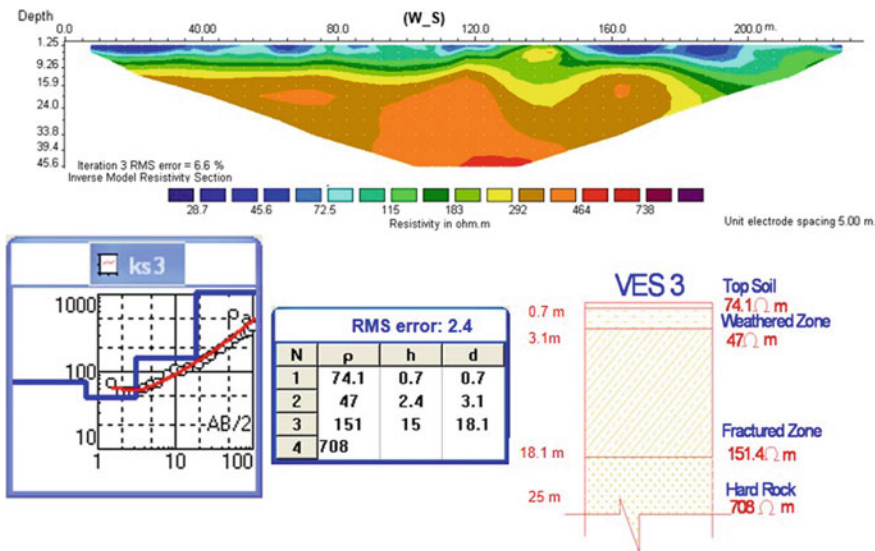 (W_S)
Depth 0.0 40.00 80.0 120.0 160.0 200.0 m.
1.25
9.26
15.9
24.0
33.8
39.4
45.6
Iteration 3 RMS error = 6.6 %
Inverse Model Resistivity Section
28.7 45.6 72.5 115 183 292 464 738
Resistivity in ohm.m
Unit electrode spacing 5.00 m.
ks3
1000
100
10
1 10 100
Pa
AB/2
RMS error: 2.4
N ρ h d
1 74.1 0.7 0.7
2 47 2.4 3.1
3 151 15 18.1
4 708
VES 3
0.7 m
3.1m
18.1 m
25 m
Top Soil
74.1Ω m
Weathered Zone
47Ω m
Fractured Zone
151.4Ω m
Hard Rock
708 Ω m